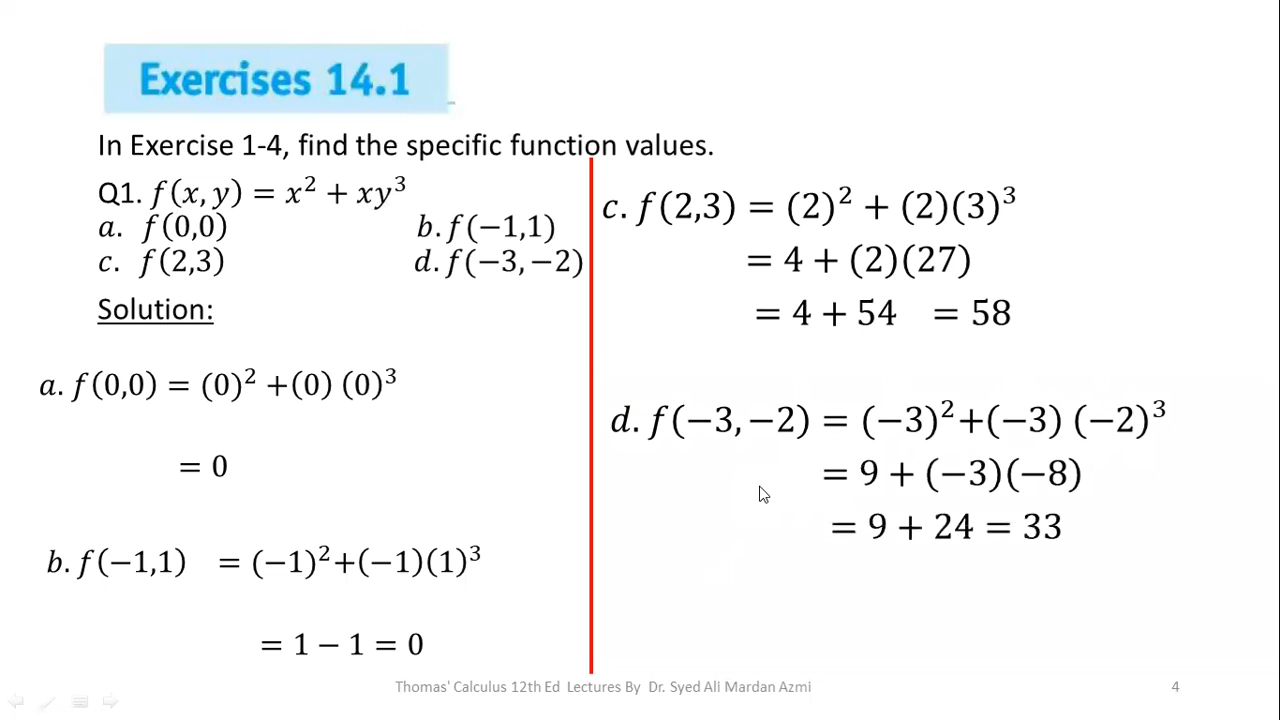 Exercises 14.1
In Exercise 1-4, find the specific function values.
Q1. f(x, y) = x² + xy³
a. f(0,0) b. f(−1,1)
c. f(2,3) d. f(−3, −2)
Solution:
a. f(0,0) = (0)² +(0) (0)³
= 0
b. f(−1,1) = (−1)²+(−1)(1)³
= 1 − 1 = 0
c. f(2,3) = (2)² + (2)(3)³
= 4 + (2)(27)
= 4 + 54 = 58
d. f(−3, −2) = (−3)²+(−3) (−2)³
= 9 + (−3)(−8)
= 9 + 24 = 33
Thomas' Calculus 12th Ed Lectures By Dr. Syed Ali Mardan Azmi 4